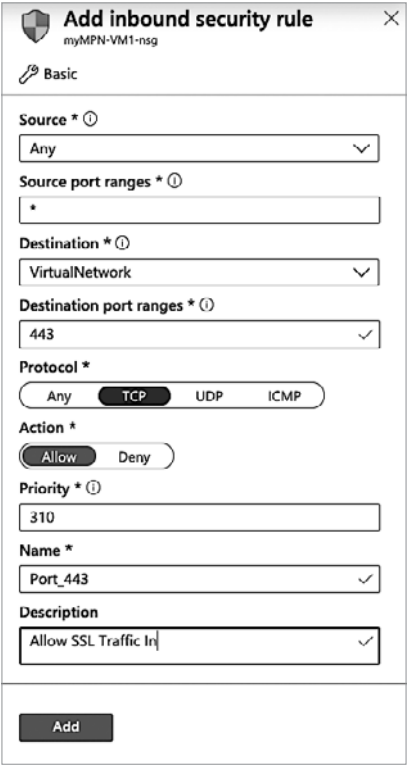 Add inbound security rule
myMPN-VM1-nsg
Basic
Source *
Any
Source port ranges *
*
Destination *
VirtualNetwork
Destination port ranges *
443
Protocol *
Any TCP UDP ICMP
Action *
Allow Deny
Priority *
310
Name *
Port_443
Description
Allow SSL Traffic In
Add